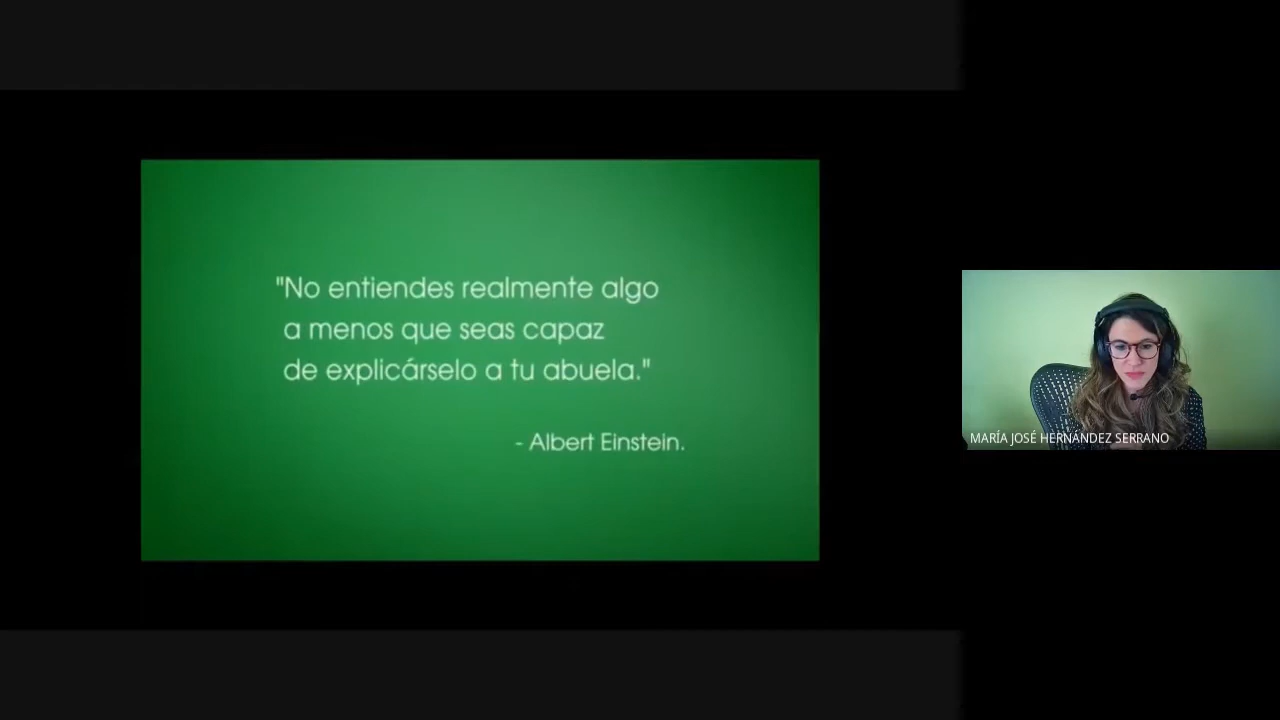 "No entiendes realmente algo
a menos que seas capaz
de explicárselo a tu abuela."
- Albert Einstein.
MARÍA JOSÉ HERNÁNDEZ SERRANO